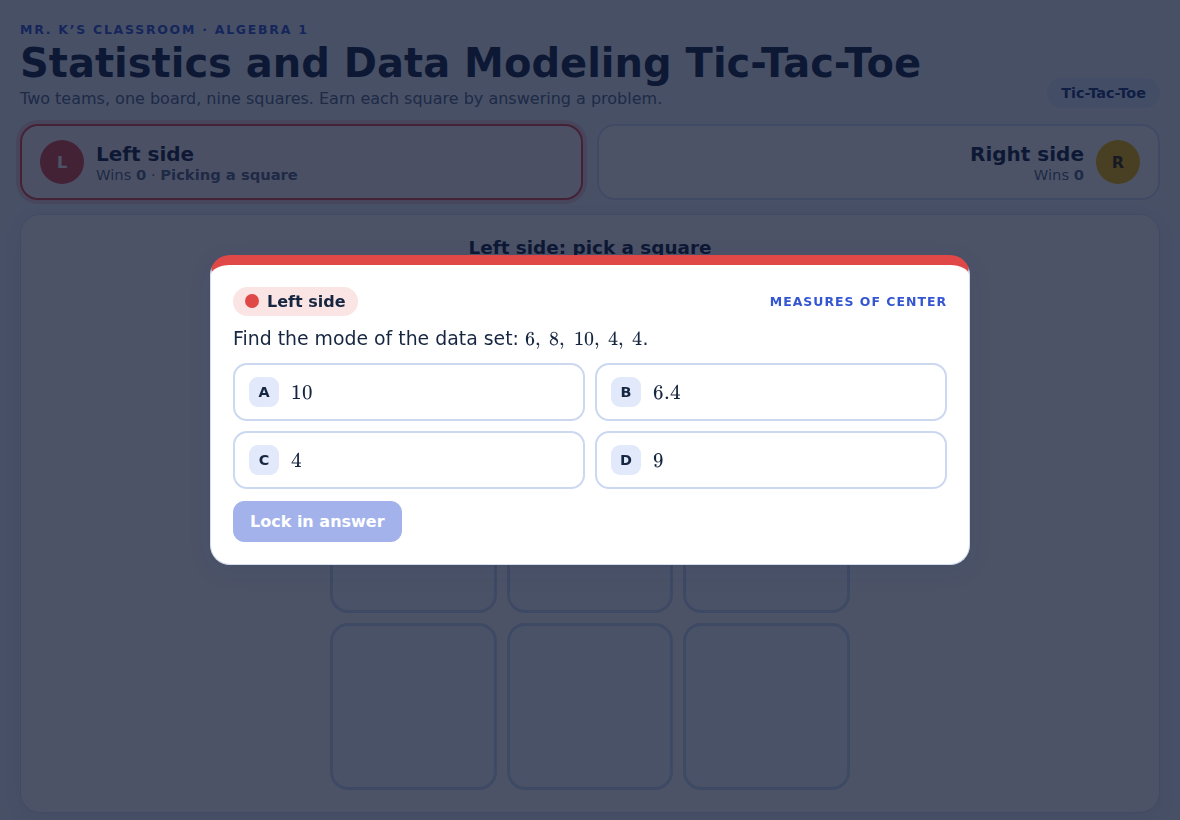 MR. K’S CLASSROOM · ALGEBRA 1
Statistics and Data Modeling Tic-Tac-Toe
Two teams, one board, nine squares. Earn each square by answering a problem.
Tic-Tac-Toe
L
Left side
Wins 0 · Picking a square
Right side
Wins 0
R
Left side: pick a square
Left side
MEASURES OF CENTER
Find the mode of the data set: 6, 8, 10, 4, 4.
A 10
B 6.4
C 4
D 9
Lock in answer